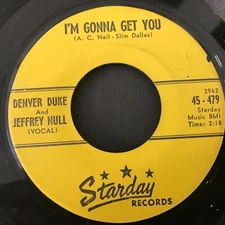 I'M GONNA GET YOU
(A. C. Neil - Slim Dallas)
DENVER DUKE
And
JEFFREY NULL
(VOCAL)
2962
45-479
Starday
Music BMI
Time: 2:18
Starday
RECORDS